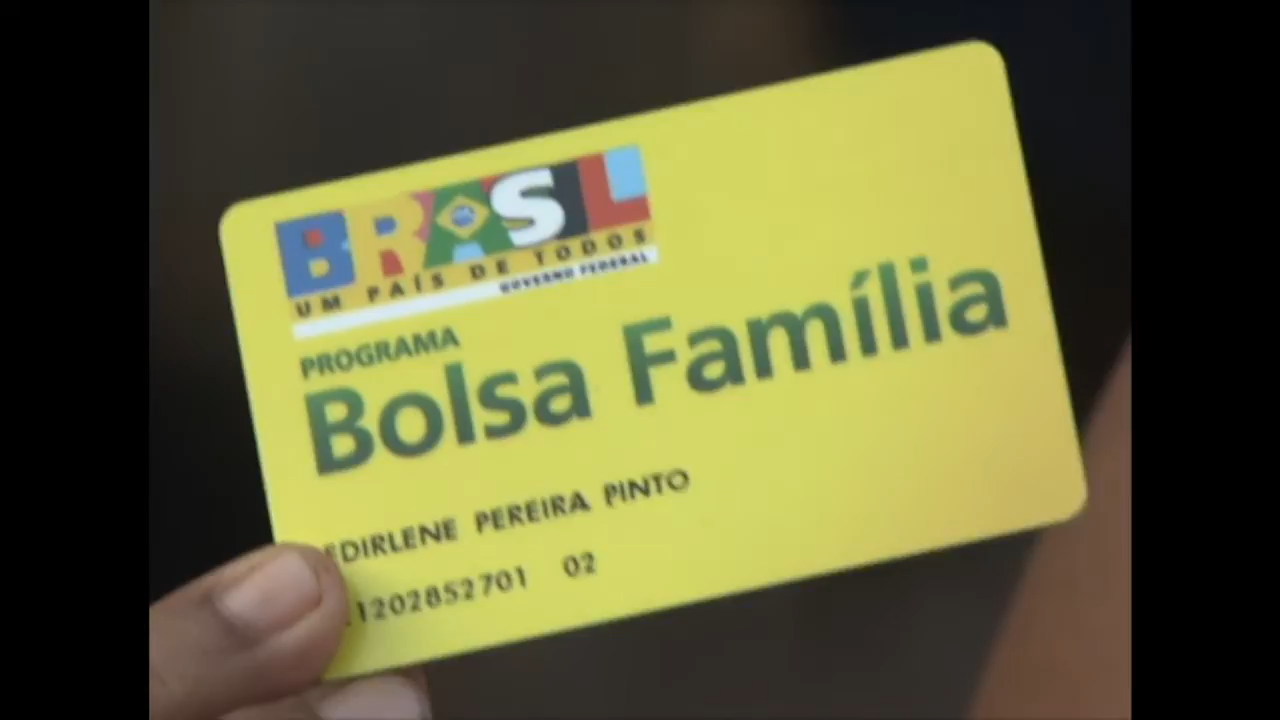 BRASIL
UM PAÍS DE TODOS
GOVERNO FEDERAL
PROGRAMA
Bolsa Família
EDIRLENE PEREIRA PINTO
1202852701 02